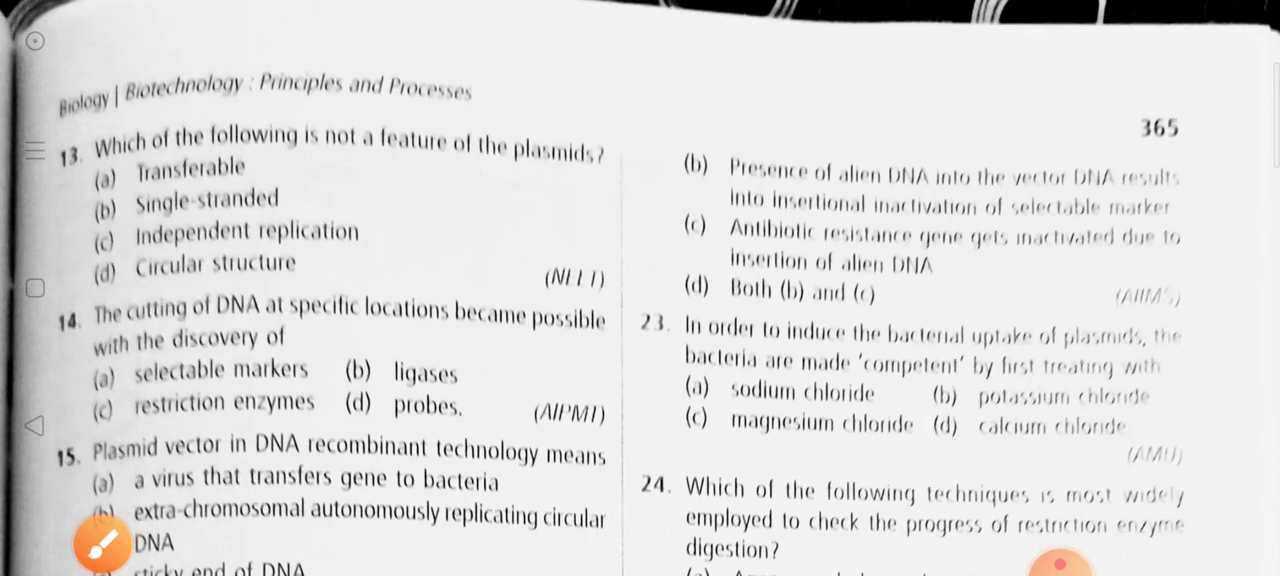 Biology | Biotechnology : Principles and Processes
365
13. Which of the following is not a feature of the plasmids?
(a) Transferable
(b) Single-stranded
(c) Independent replication
(d) Circular structure
(NEET)
14. The cutting of DNA at specific locations became possible
with the discovery of
(a) selectable markers (b) ligases
(c) restriction enzymes (d) probes.
(AIPMT)
15. Plasmid vector in DNA recombinant technology means
(a) a virus that transfers gene to bacteria
(b) extra-chromosomal autonomously replicating circular
DNA
sticky end of DNA
(b) Presence of alien DNA into the vector DNA results
into insertional inactivation of selectable marker
(c) Antibiotic resistance gene gets inactivated due to
insertion of alien DNA
(d) Both (b) and (c)
(AIIMS)
23. In order to induce the bacterial uptake of plasmids, the
bacteria are made 'competent' by first treating with
(a) sodium chloride (b) potassium chloride
(c) magnesium chloride (d) calcium chloride
(AMU)
24. Which of the following techniques is most widely
employed to check the progress of restriction enzyme
digestion?